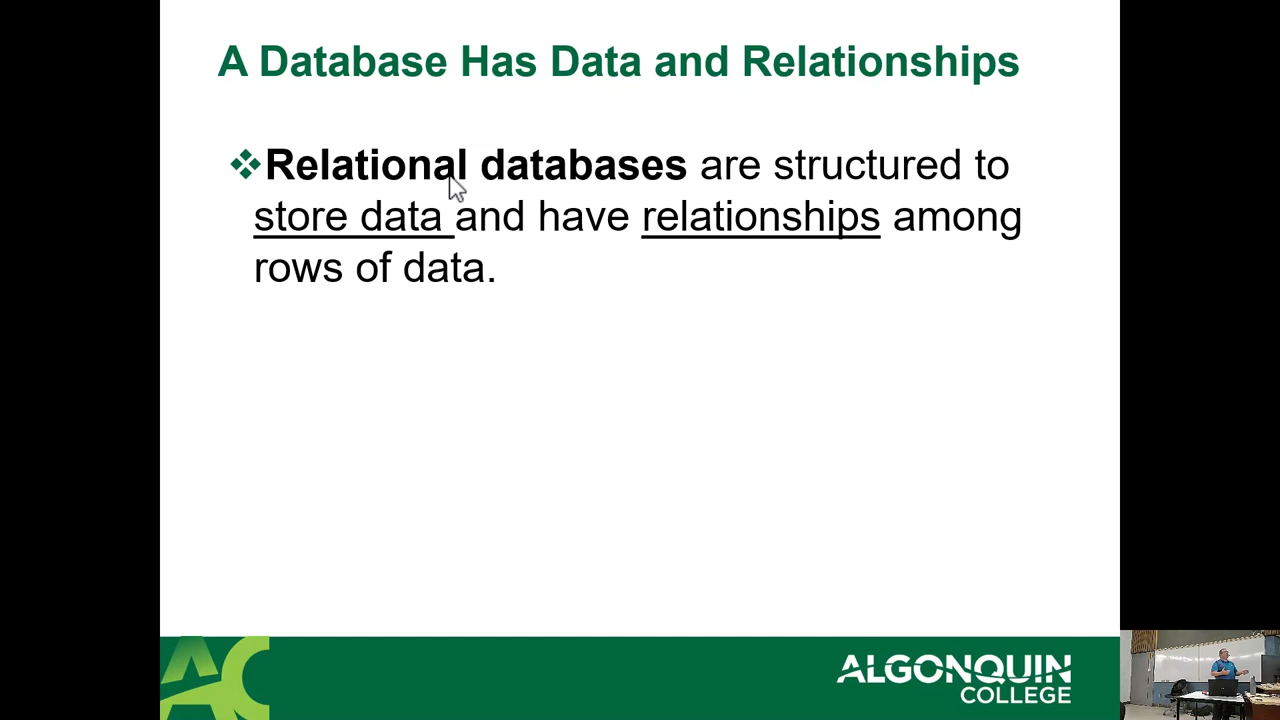 A Database Has Data and Relationships
❖Relational databases are structured to
store data and have relationships among
rows of data.
AC
ALGONQUIN
COLLEGE